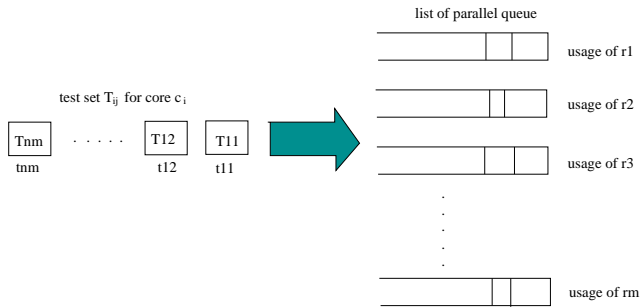 list of parallel queue
usage of r1
test set Tij for core ci
usage of r2
Tnm . . . . . T12 T11
tnm t12 t11
usage of r3
usage of rm